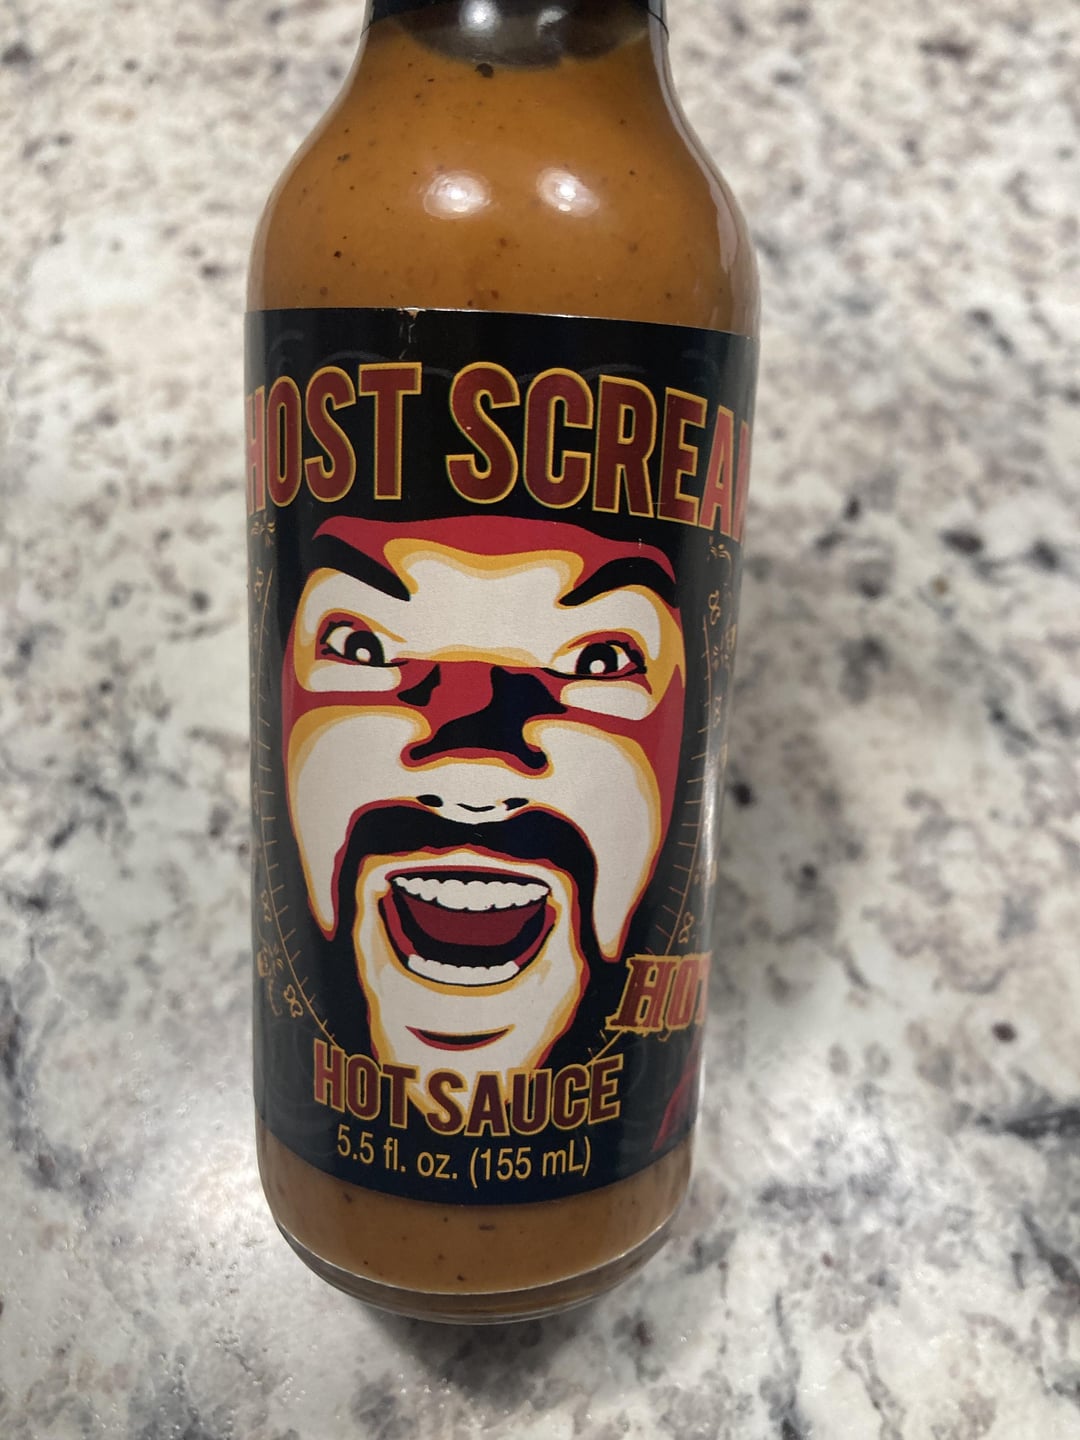 HOST SCREA
HOT
HOT SAUCE
5.5 fl. oz. (155 mL)